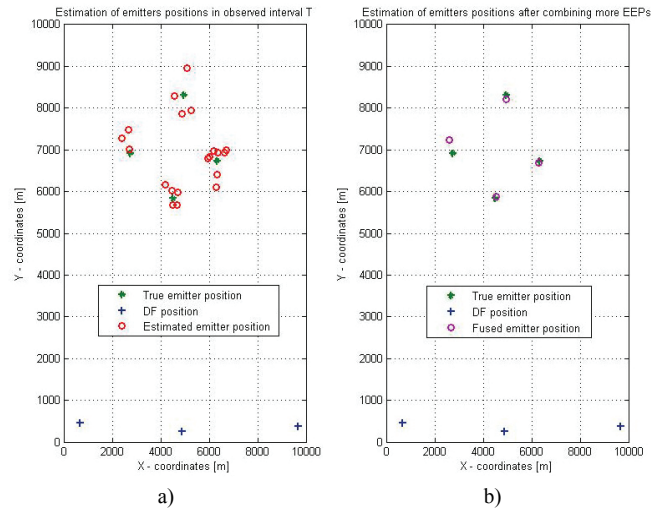 Estimation of emitters positions in observed interval T
10000
9000
8000
7000
6000
5000
4000
3000
2000
1000
0
Y - coordinates [m]
True emitter position
DF position
Estimated emitter position
0 2000 4000 6000 8000 10000
X - coordinates [m]
a)
Estimation of emitters positions after combining more EEPs
10000
9000
8000
7000
6000
5000
4000
3000
2000
1000
0
Y - coordinates [m]
True emitter position
DF position
Fused emitter position
0 2000 4000 6000 8000 10000
X - coordinates [m]
b)